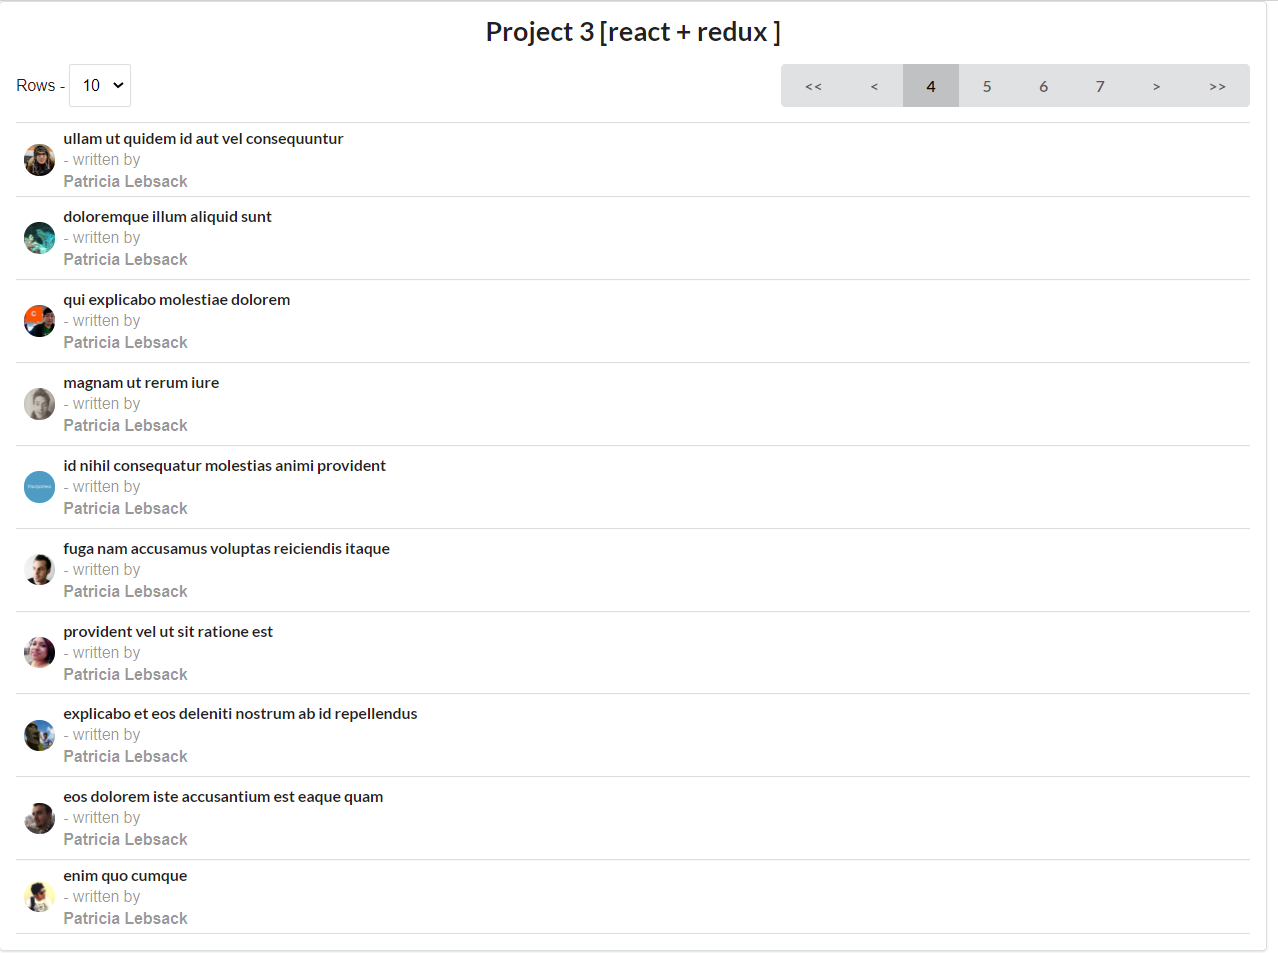 Project 3 [react + redux ]
Rows - 10
<< < 4 5 6 7 > >>
ullam ut quidem id aut vel consequuntur
- written by
Patricia Lebsack
doloremque illum aliquid sunt
- written by
Patricia Lebsack
qui explicabo molestiae dolorem
- written by
Patricia Lebsack
magnam ut rerum iure
- written by
Patricia Lebsack
id nihil consequatur molestias animi provident
- written by
Patricia Lebsack
fuga nam accusamus voluptas reiciendis itaque
- written by
Patricia Lebsack
provident vel ut sit ratione est
- written by
Patricia Lebsack
explicabo et eos deleniti nostrum ab id repellendus
- written by
Patricia Lebsack
eos dolorem iste accusantium est eaque quam
- written by
Patricia Lebsack
enim quo cumque
- written by
Patricia Lebsack